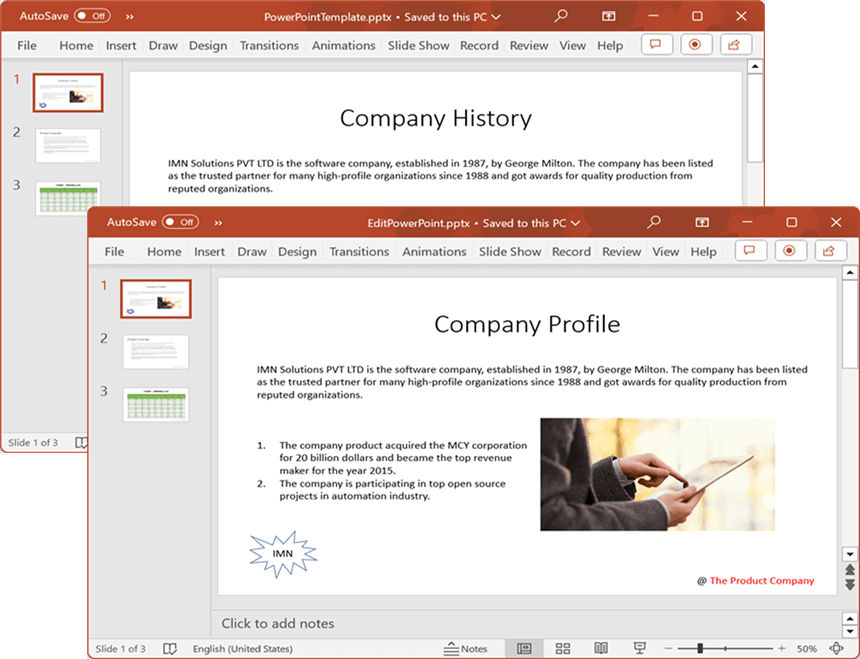 AutoSave Off PowerPointTemplate.pptx • Saved to this PC
File Home Insert Draw Design Transitions Animations Slide Show Record Review View Help
1
2
3
Company History
IMN Solutions PVT LTD is the software company, established in 1987, by George Milton. The company has been listed
as the trusted partner for many high-profile organizations since 1988 and got awards for quality production from
reputed organizations.
Slide 1 of 3
AutoSave Off EditPowerPoint.pptx • Saved to this PC
File Home Insert Draw Design Transitions Animations Slide Show Record Review View Help
1
2
3
Company Profile
IMN Solutions PVT LTD is the software company, established in 1987, by George Milton. The company has been listed
as the trusted partner for many high-profile organizations since 1988 and got awards for quality production from
reputed organizations.
1. The company product acquired the MCY corporation
for 20 billion dollars and became the top revenue
maker for the year 2015.
2. The company is participating in top open source
projects in automation industry.
IMN
@ The Product Company
Click to add notes
Slide 1 of 3 English (United States) Notes 50%